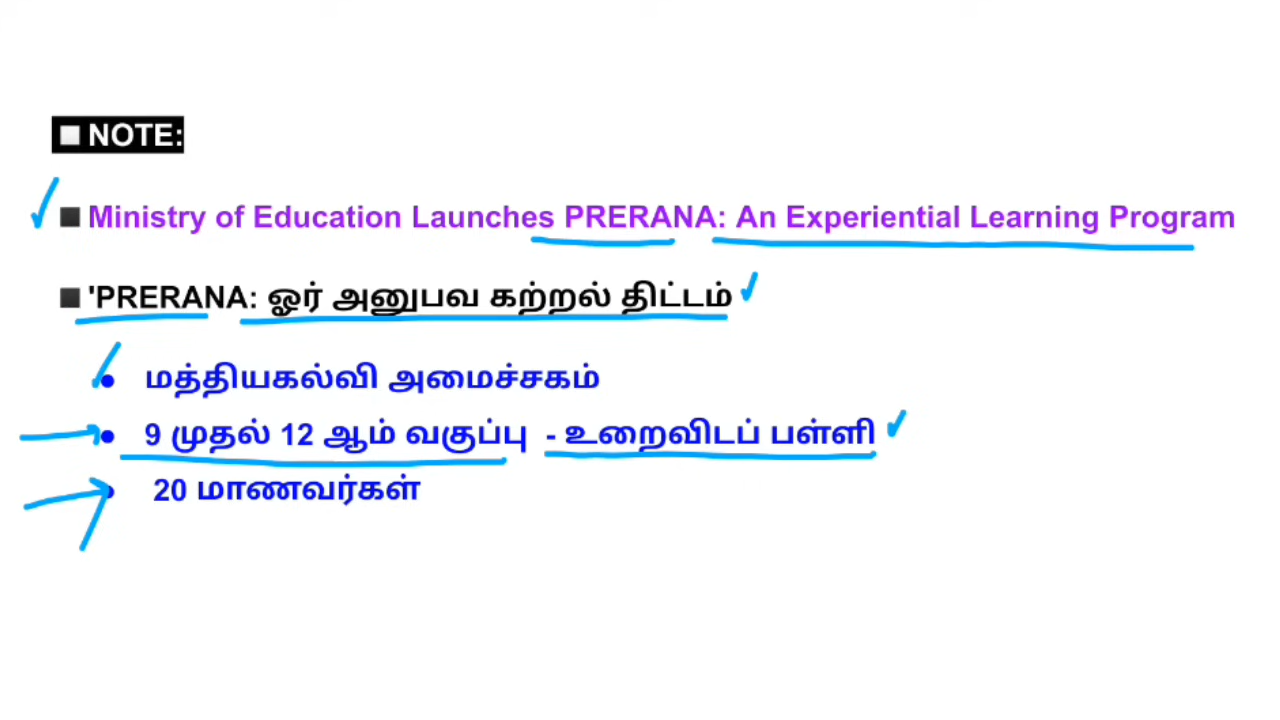 NOTE:
Ministry of Education Launches PRERANA: An Experiential Learning Program
'PRERANA: ஓர் அனுபவ கற்றல் திட்டம்
மத்தியகல்வி அமைச்சகம்
9 முதல் 12 ஆம் வகுப்பு - உறைவிடப் பள்ளி
20 மாணவர்கள்